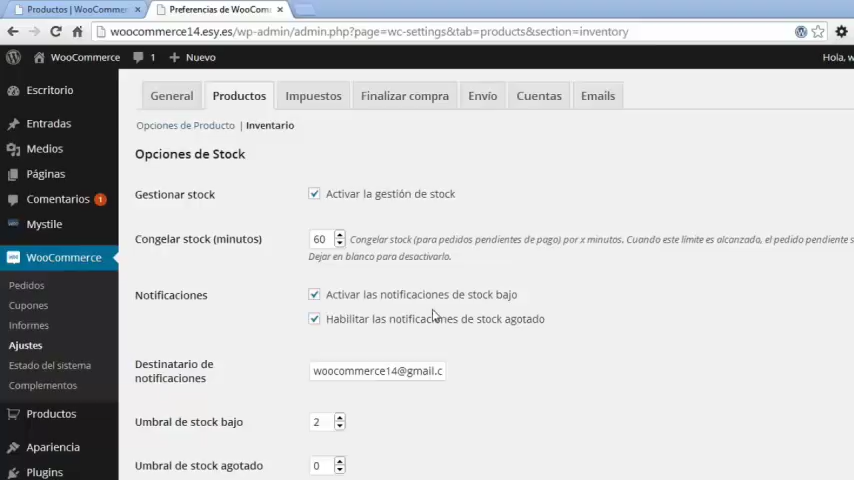 Productos | WooCommer
Preferencias de WooCom
woocommerce14.esy.es/wp-admin/admin.php?page=wc-settings&tab=products&section=inventory
WooCommerce
1
Nuevo
Hola, w
Escritorio
Entradas
Medios
Páginas
Comentarios 1
Mystile
WooCommerce
Pedidos
Cupones
Informes
Ajustes
Estado del sistema
Complementos
Productos
Apariencia
Plugins
General
Productos
Impuestos
Finalizar compra
Envío
Cuentas
Emails
Opciones de Producto | Inventario
Opciones de Stock
Gestionar stock
Activar la gestión de stock
Congelar stock (minutos)
60
Congelar stock (para pedidos pendientes de pago) por x minutos. Cuando este límite es alcanzado, el pedido pendiente s
Dejar en blanco para desactivarlo.
Notificaciones
Activar las notificaciones de stock bajo
Habilitar las notificaciones de stock agotado
Destinatario de
notificaciones
woocommerce14@gmail.c
Umbral de stock bajo
2
Umbral de stock agotado
0